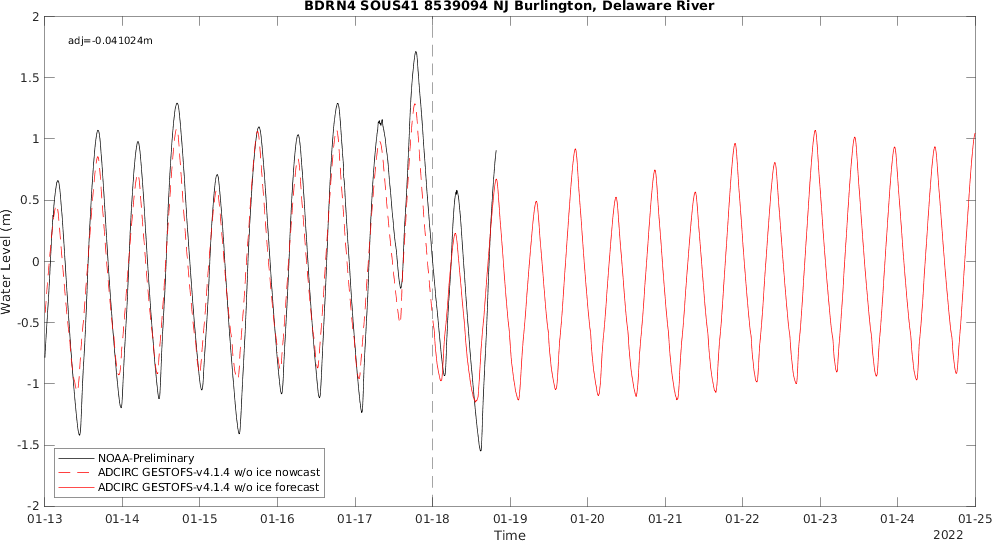 BDRN4 SOUS41 8539094 NJ Burlington, Delaware River
adj=-0.041024m
2
1.5
1
0.5
0
-0.5
-1
-1.5
-2
Water Level (m)
NOAA-Preliminary
ADCIRC GESTOFS-v4.1.4 w/o ice nowcast
ADCIRC GESTOFS-v4.1.4 w/o ice forecast
01-13 01-14 01-15 01-16 01-17 01-18 01-19 01-20 01-21 01-22 01-23 01-24 01-25
Time
2022